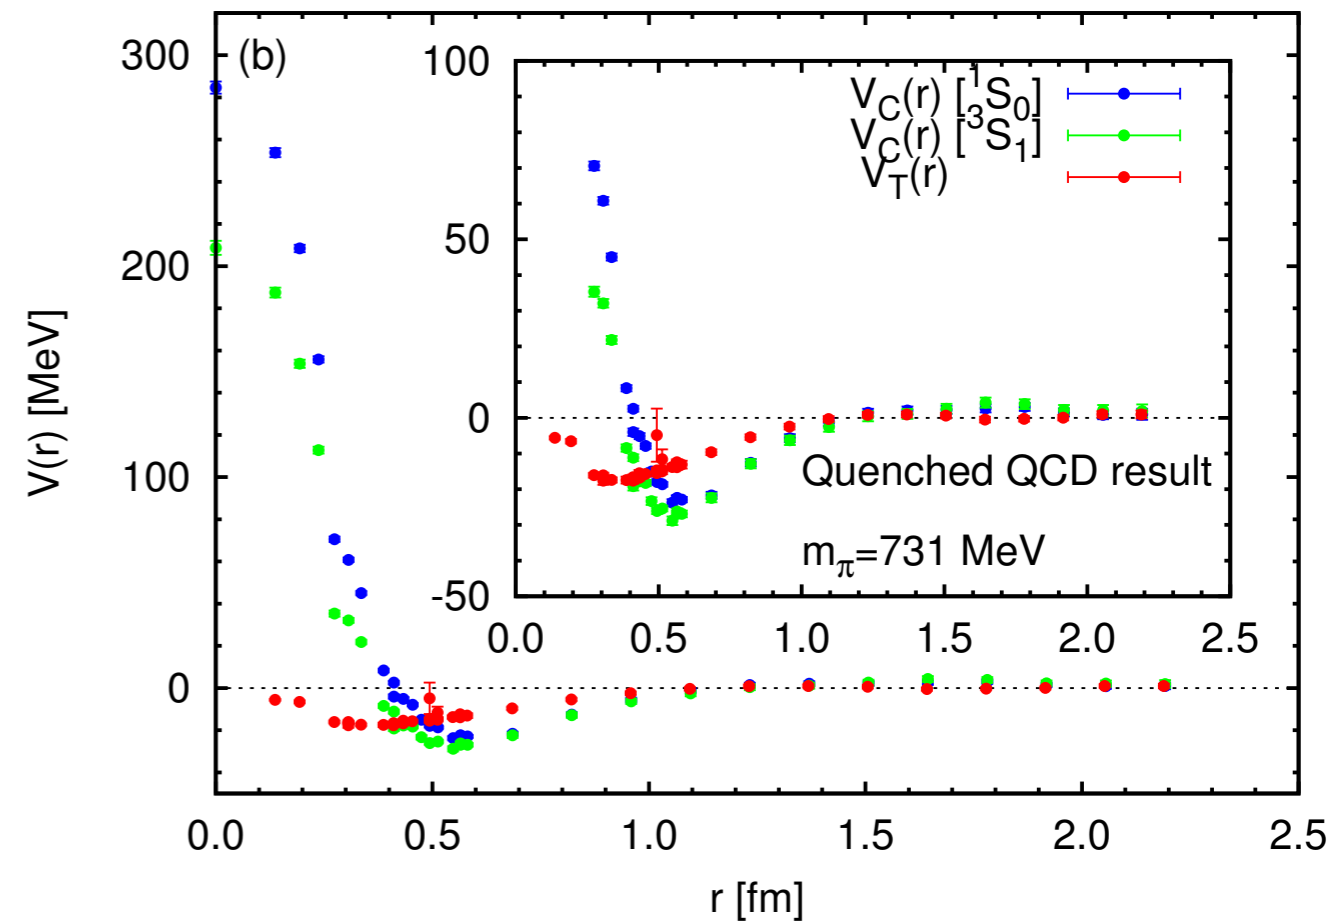 (b)
V(r) [MeV]
300
200
100
0
0.0 0.5 1.0 1.5 2.0 2.5
r [fm]
100
50
0
-50
0.0 0.5 1.0 1.5 2.0 2.5
V_C(r) [^1S_0]
V_C(r) [^3S_1]
V_T(r)
Quenched QCD result
m_π=731 MeV